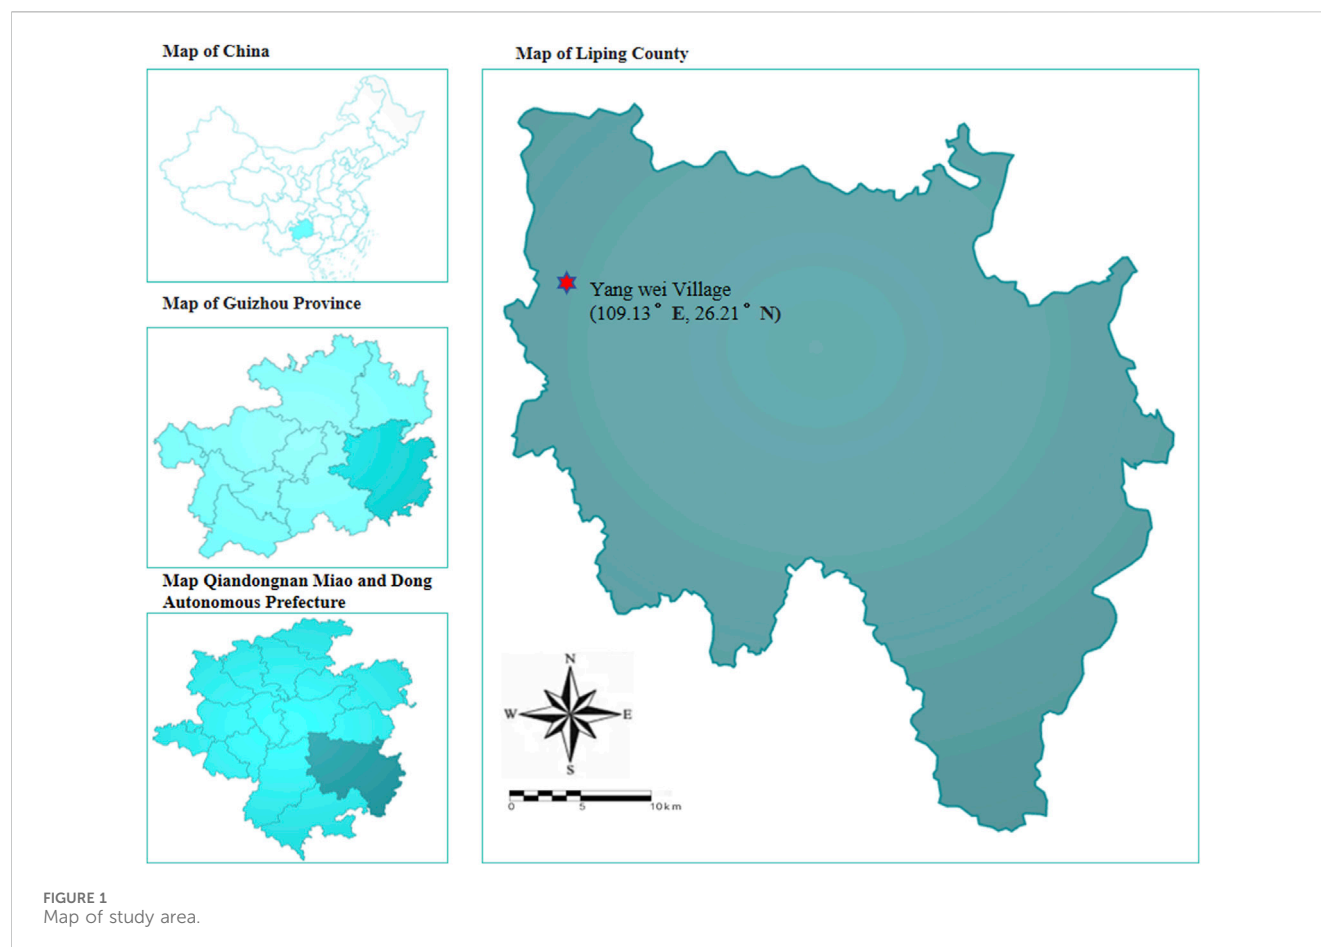 Map of China
Map of Liping County
Yang wei Village
(109.13° E, 26.21° N)
Map of Guizhou Province
Map Qiandongnan Miao and Dong
Autonomous Prefecture
N
W E
S
0 5 10km
FIGURE 1
Map of study area.